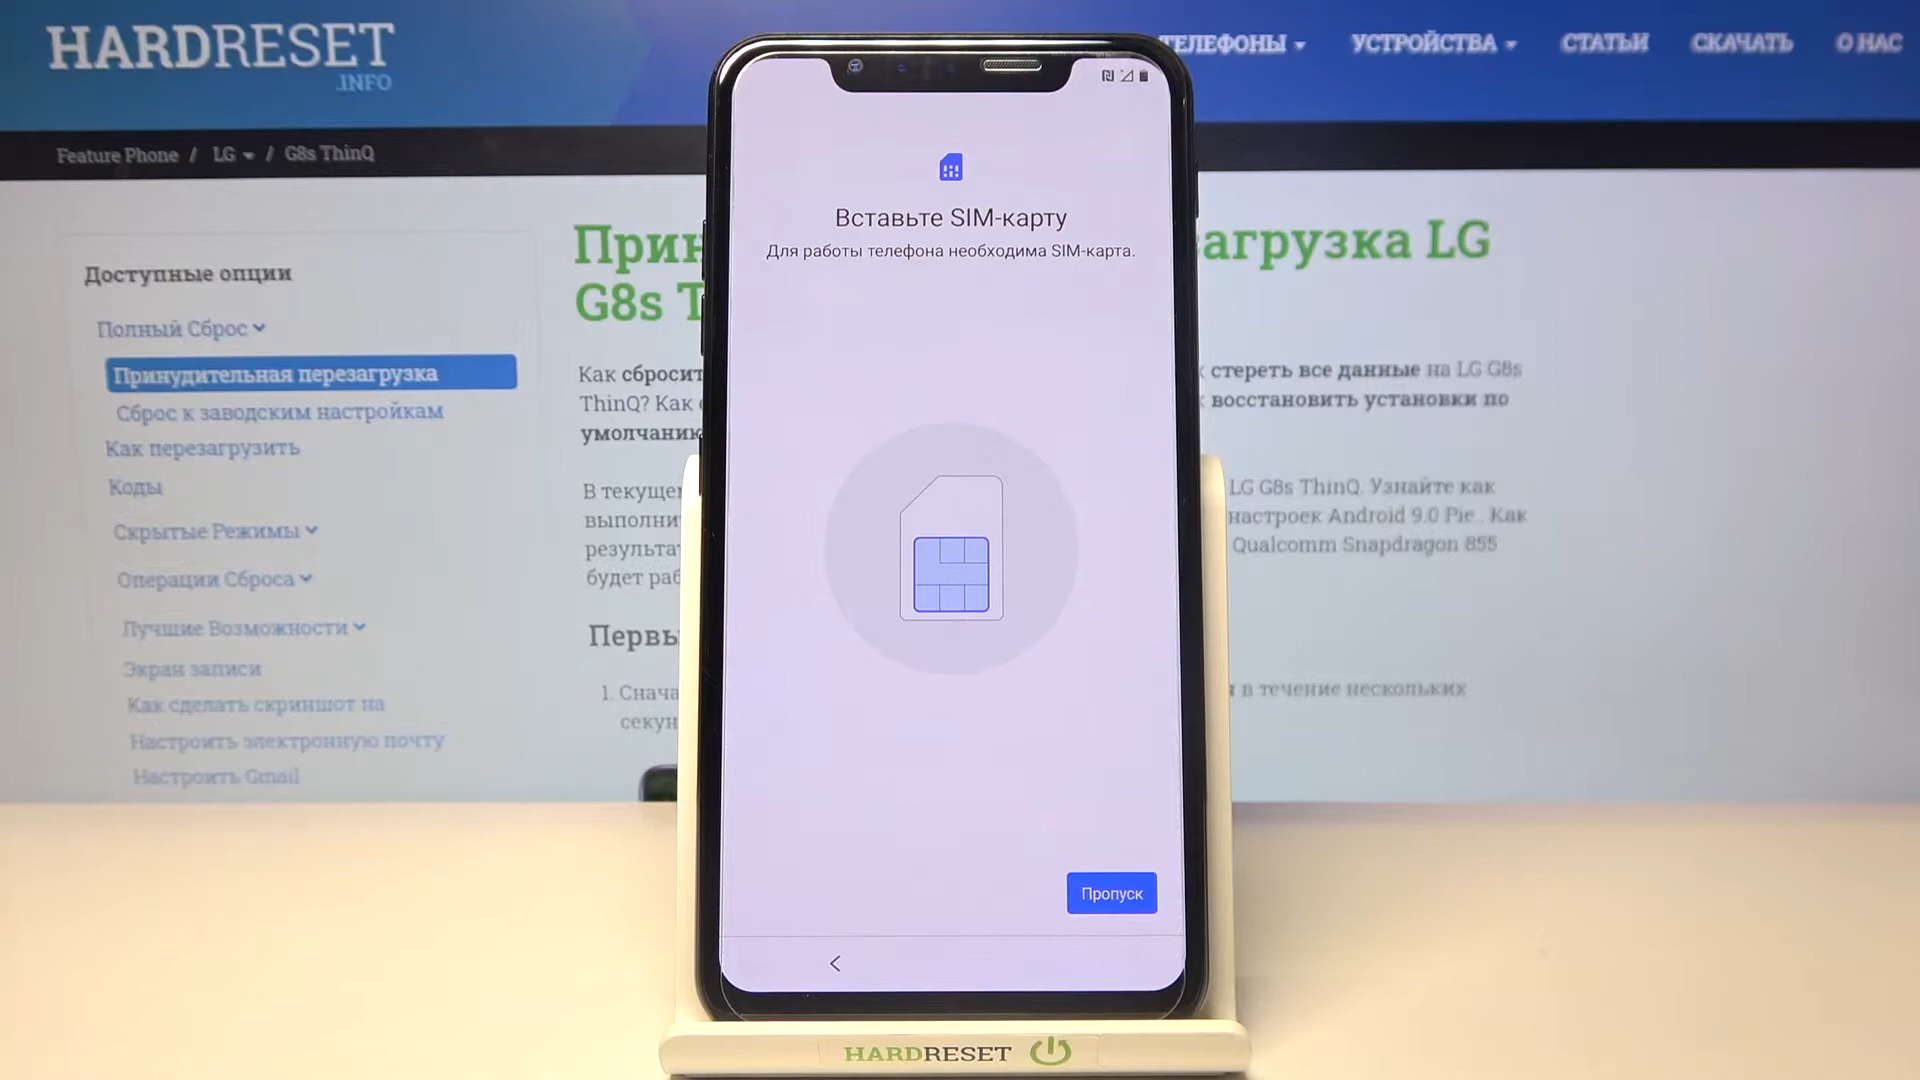 HARDRESET
.INFO
ТЕЛЕФОНЫ
УСТРОЙСТВА
СТАТЬИ
СКАЧАТЬ
О НАС
Feature Phone / LG / G8s ThinQ
Доступные опции
Полный Сброс
Принудительная перезагрузка
Сброс к заводским настройкам
Как перезагрузить
Коды
Скрытые Режимы
Операции Сброса
Лучшие Возможности
Экран записи
Как сделать скриншот на
Настроить электронную почту
Настроить Gmail
Прин
загрузка LG
G8s T
Как сбросит
стереть все данные на LG G8s
ThinQ? Как
восстановить установки по
умолчанию
В текуще
LG G8s ThinQ. Узнайте как
выполни
настроек Android 9.0 Pie . Как
результа
Qualcomm Snapdragon 855
будет раб
Первы
1. Снача
в течение нескольких
секун
Вставьте SIM-карту
Для работы телефона необходима SIM-карта.
Пропуск
HARDRESET